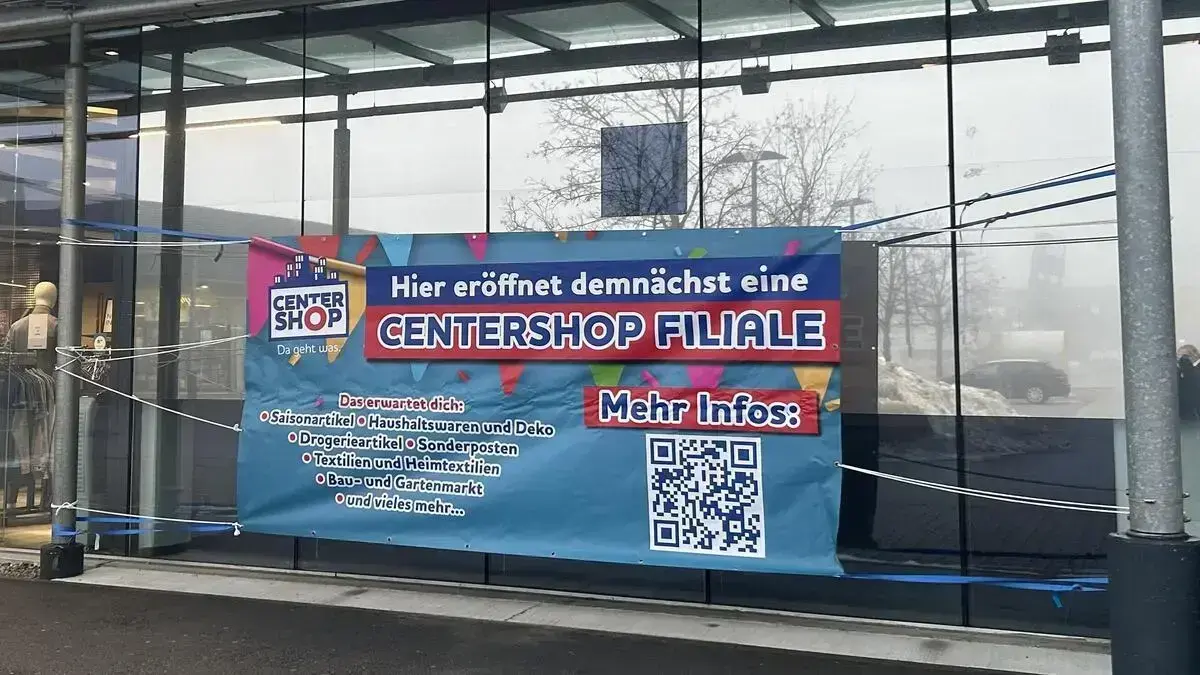 CENTER
SHOP
Da geht was.
Hier eröffnet demnächst eine
CENTERSHOP FILIALE
Das erwartet dich:
• Saisonartikel • Haushaltswaren und Deko
• Drogerieartikel • Sonderposten
• Textilien und Heimtextilien
• Bau- und Gartenmarkt
• und vieles mehr...
Mehr Infos: